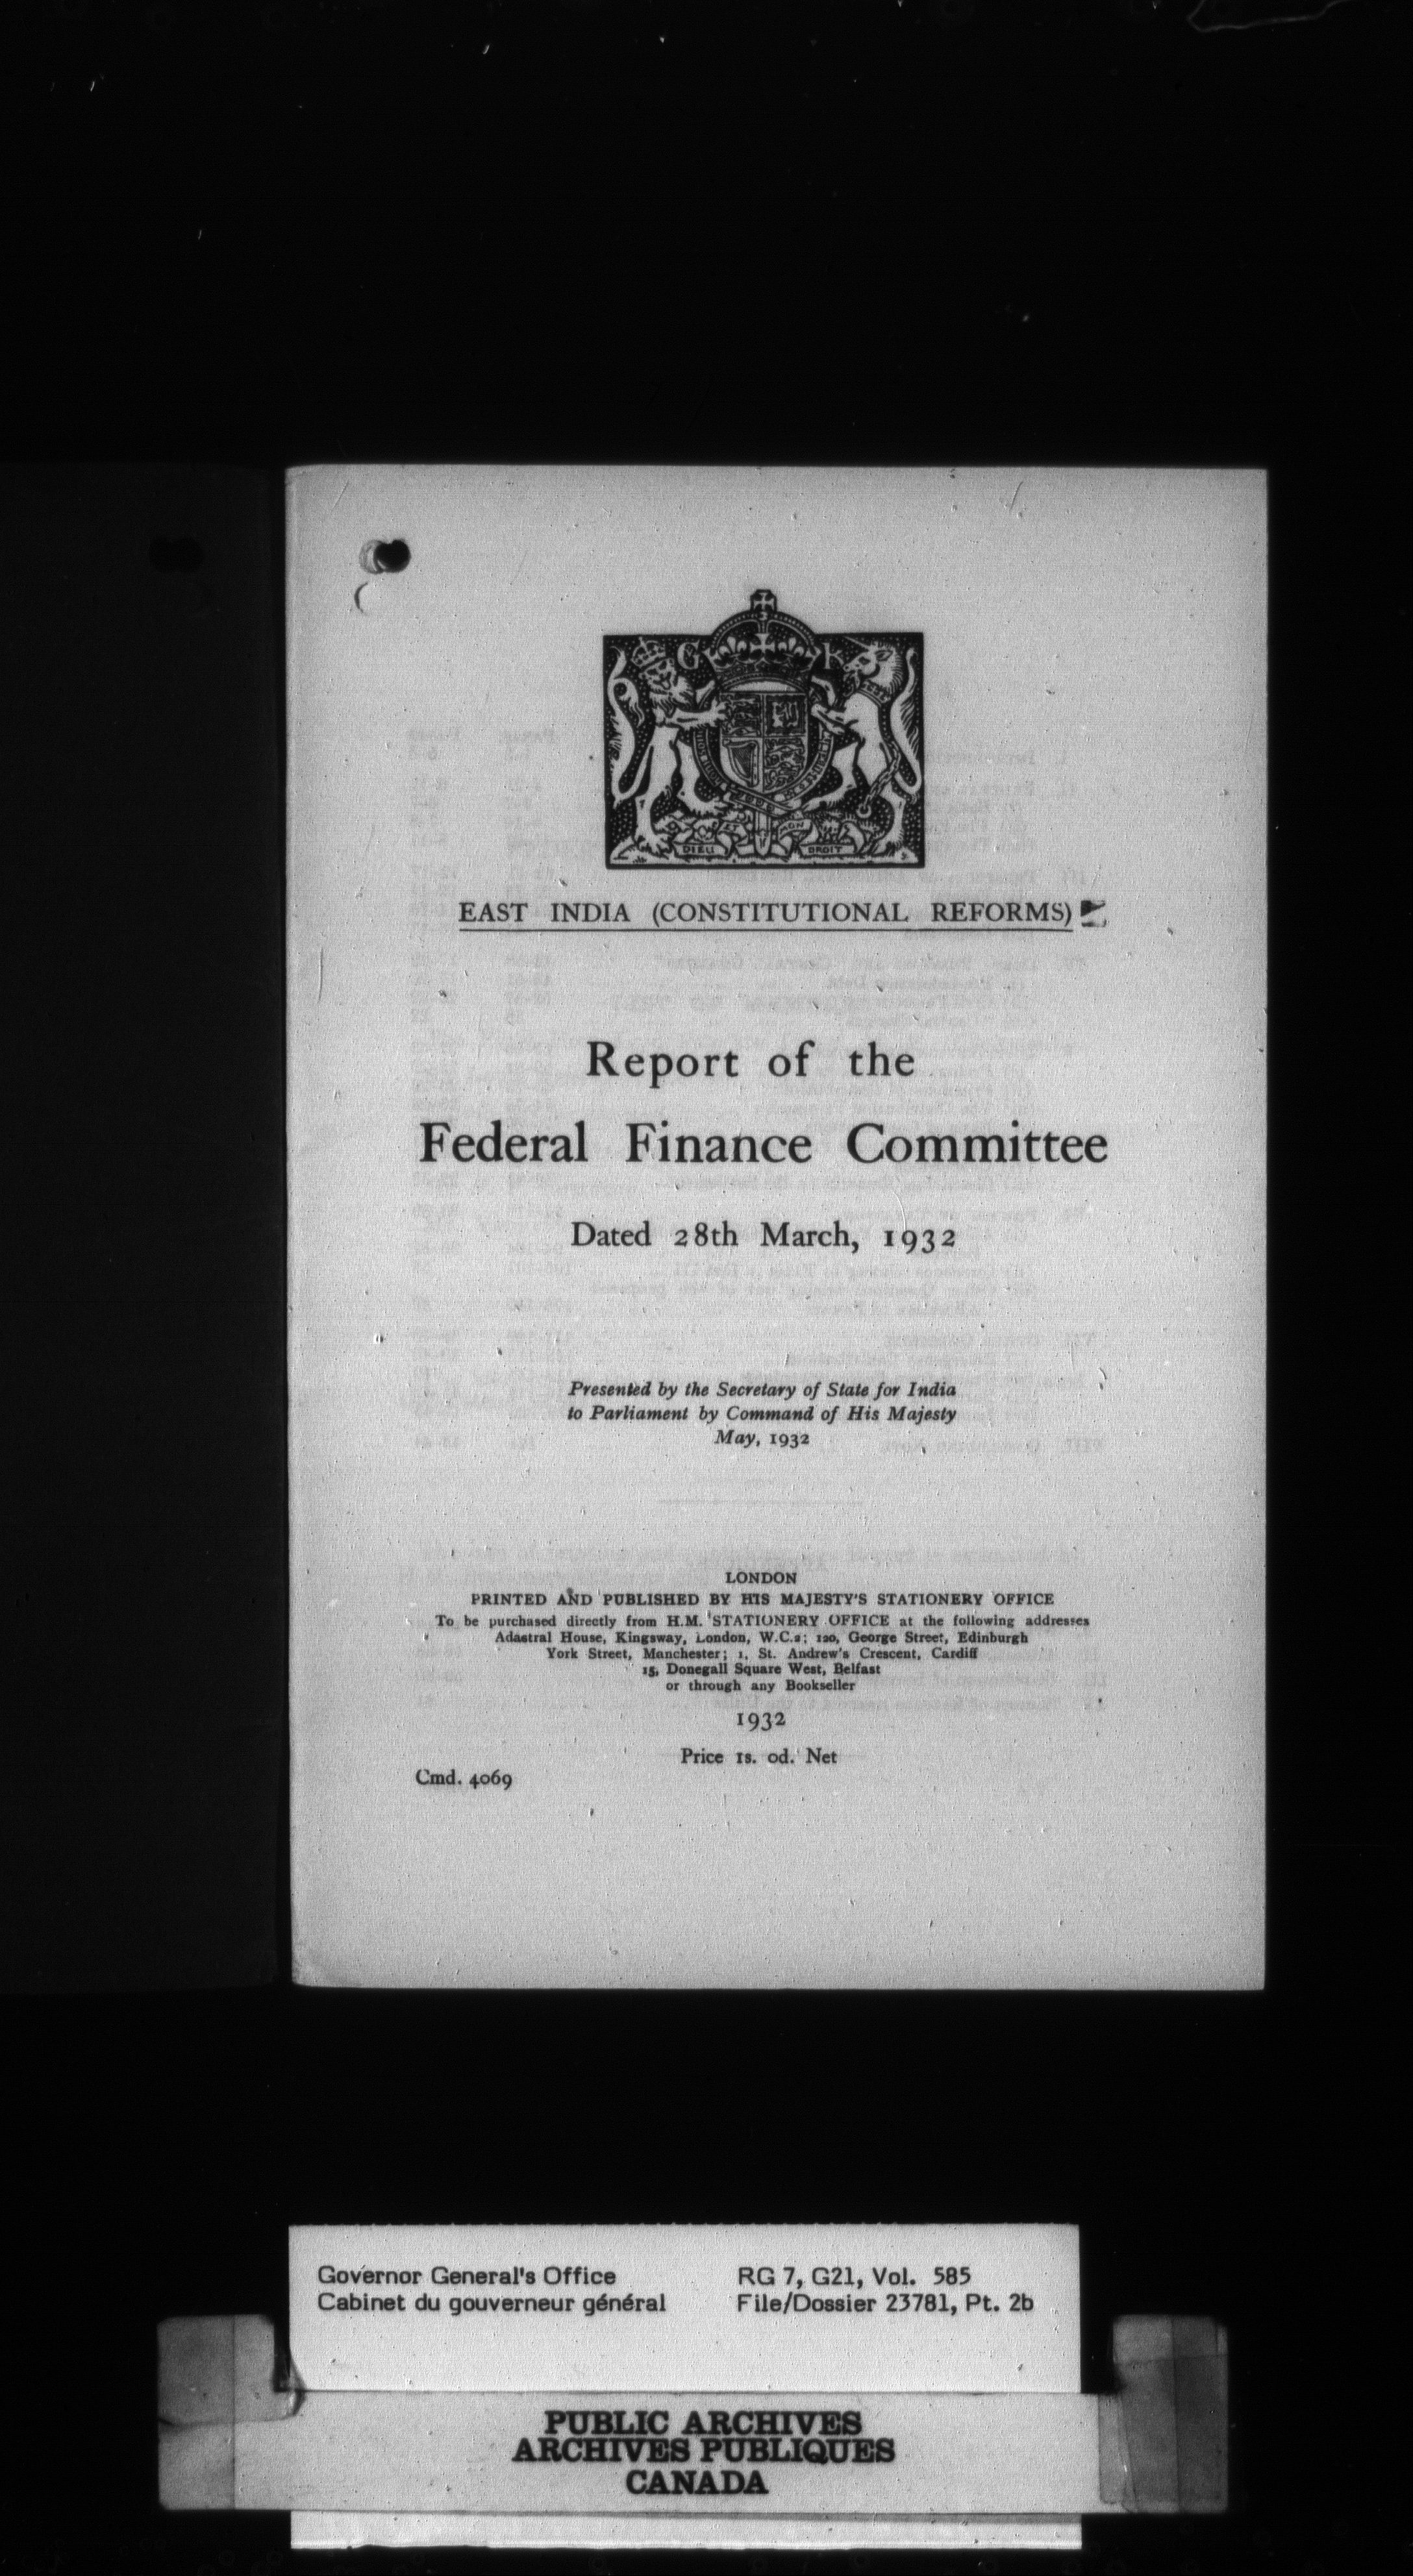 G R
DIEU ET MON DROIT
EAST INDIA (CONSTITUTIONAL REFORMS)
Report of the
Federal Finance Committee
Dated 28th March, 1932
Presented by the Secretary of State for India
to Parliament by Command of His Majesty
May, 1932
LONDON
PRINTED AND PUBLISHED BY HIS MAJESTY'S STATIONERY OFFICE
To be purchased directly from H.M. STATIONERY OFFICE at the following addresses
Adastral House, Kingsway, London, W.C.2; 120, George Street, Edinburgh
York Street, Manchester; 1, St. Andrew's Crescent, Cardiff
15, Donegall Square West, Belfast
or through any Bookseller
1932
Price 1s. 0d. Net
Cmd. 4069
Governor General's Office RG 7, G21, Vol. 585
Cabinet du gouverneur général File/Dossier 23781, Pt. 2b
PUBLIC ARCHIVES
ARCHIVES PUBLIQUES
CANADA